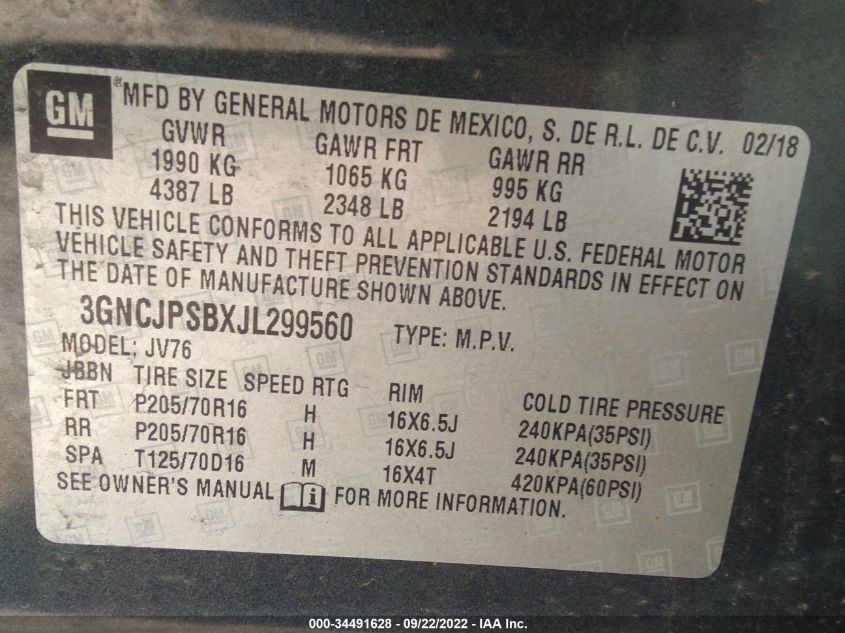 GM ® MFD BY GENERAL MOTORS DE MEXICO, S. DE R.L. DE C.V. 02/18
GVWR GAWR FRT GAWR RR
1990 KG 1065 KG 995 KG
4387 LB 2348 LB 2194 LB
THIS VEHICLE CONFORMS TO ALL APPLICABLE U.S. FEDERAL MOTOR
VEHICLE SAFETY AND THEFT PREVENTION STANDARDS IN EFFECT ON
THE DATE OF MANUFACTURE SHOWN ABOVE.
3GNCJPSBXJL299560 TYPE: M.P.V.
MODEL: JV76
JBBN TIRE SIZE SPEED RTG RIM COLD TIRE PRESSURE
FRT P205/70R16 H 16X6.5J 240KPA(35PSI)
RR P205/70R16 H 16X6.5J 240KPA(35PSI)
SPA T125/70D16 M 16X4T 420KPA(60PSI)
SEE OWNER'S MANUAL i FOR MORE INFORMATION.
000-34491628 - 09/22/2022 - IAA Inc.